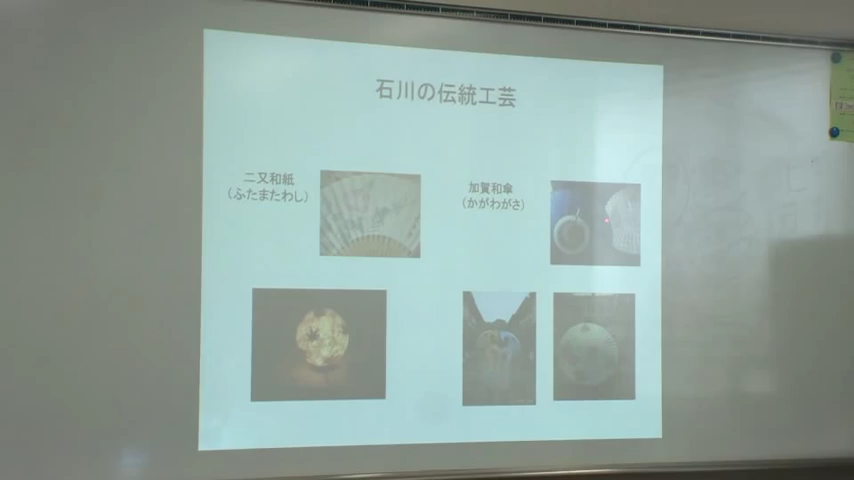 石川の伝統工芸
二又和紙
(ふたまたわし)
加賀和傘
(かがわがさ)